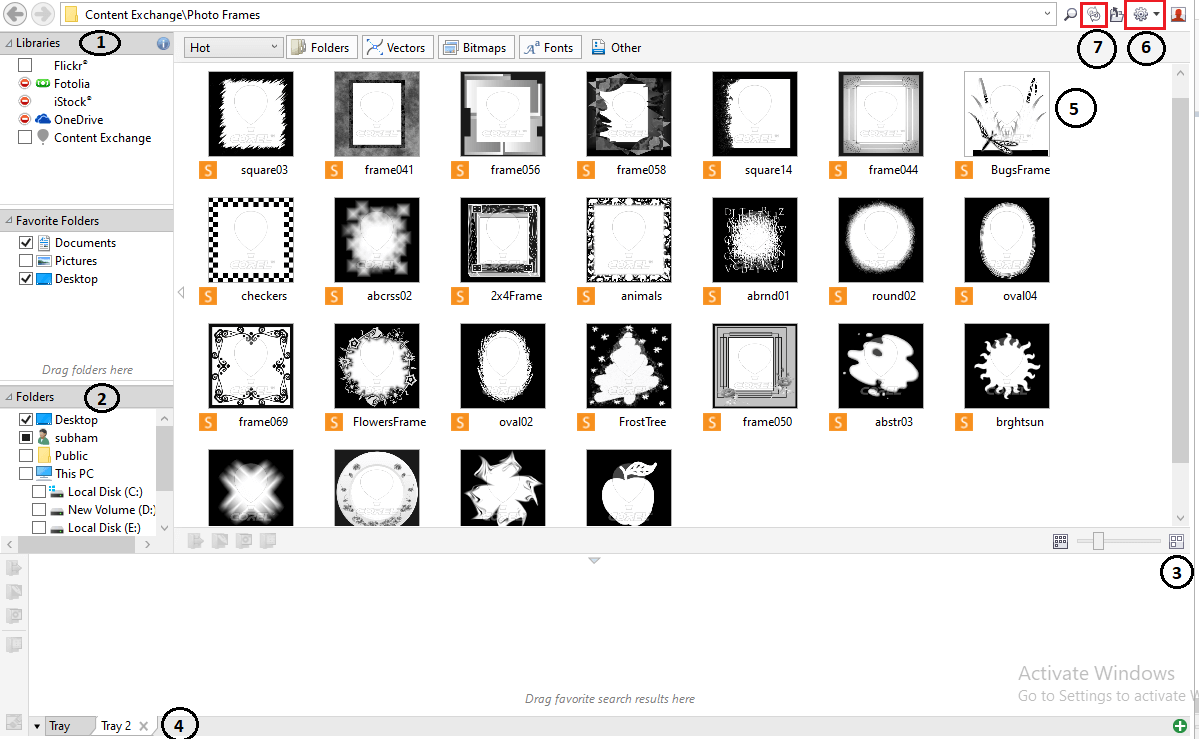 Content Exchange\Photo Frames
Libraries 1
7 6
Hot Folders Vectors Bitmaps Fonts Other
Flickr®
Fotolia
iStock®
OneDrive
Content Exchange
5
square03 frame041 frame056 frame058 square14 frame044 BugsFrame
Favorite Folders
Documents
Pictures
Desktop
checkers abcrss02 2x4Frame animals abrnd01 round02 oval04
Drag folders here
Folders 2
Desktop
subham
Public
This PC
Local Disk (C:)
New Volume (D:)
Local Disk (E:)
frame069 FlowersFrame oval02 FrostTree frame050 abstr03 brghtsun
3
Drag favorite search results here
Activate Windows
Go to Settings to activate W
Tray Tray 2 4